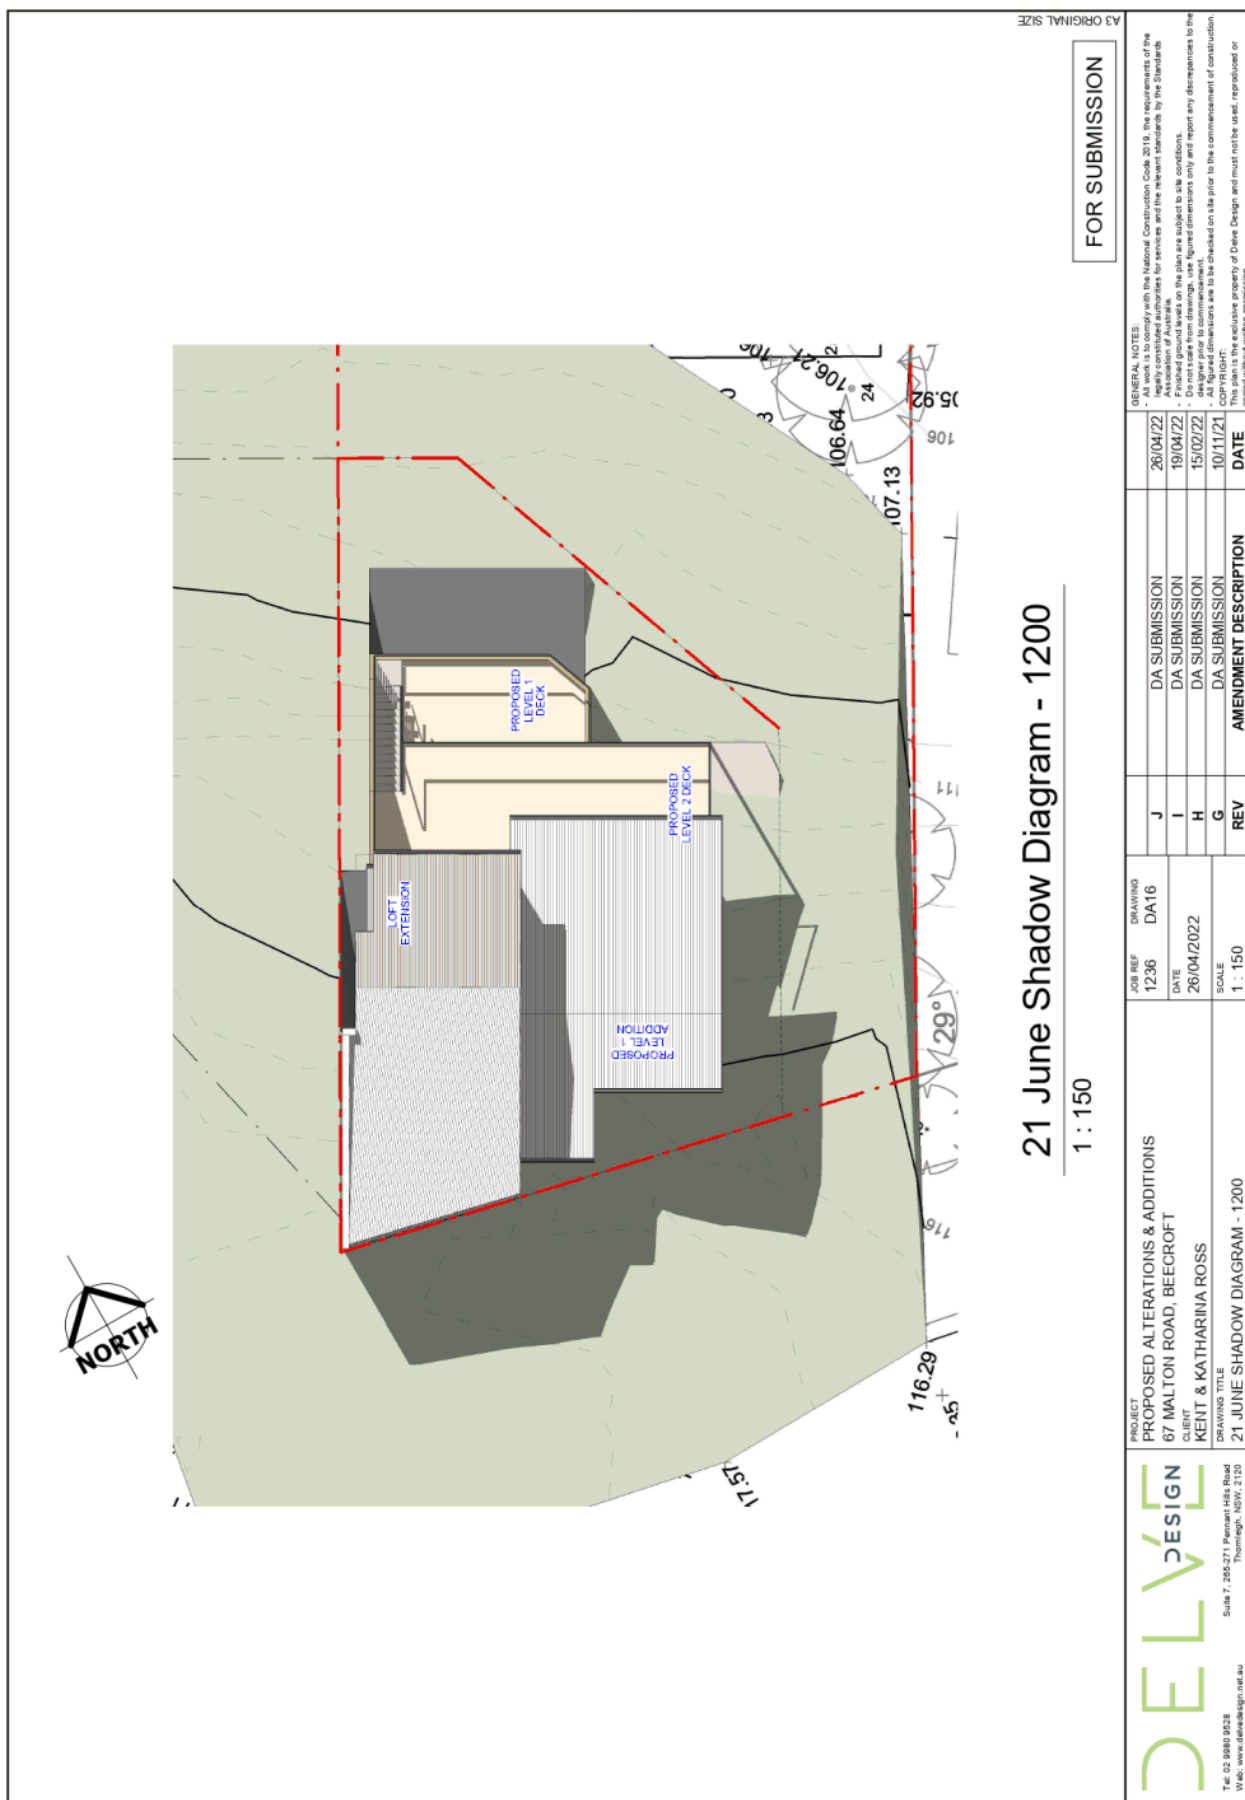 A3 ORIGINAL SIZE
FOR SUBMISSION
NORTH
LOFT
EXTENSION
PROPOSED
LEVEL 1
DECK
PROPOSED
LEVEL 2 DECK
PROPOSED
LEVEL 1
ADDITION
106.21
24
106.64
05.92
106
107.13
111
29°
116
116.29
17.57
21 June Shadow Diagram - 1200
1 : 150
DELVE
DESIGN
Tel: 02 9980 9528
Web: www.delvedesign.net.au
Suite 7, 265-271 Pennant Hills Road
Thornleigh, NSW, 2120
PROJECT
PROPOSED ALTERATIONS & ADDITIONS
67 MALTON ROAD, BEECROFT
CLIENT
KENT & KATHARINA ROSS
DRAWING TITLE
21 JUNE SHADOW DIAGRAM - 1200
JOB REF
1236
DRAWING
DA16
DATE
26/04/2022
SCALE
1 : 150
J DA SUBMISSION 26/04/22
I DA SUBMISSION 19/04/22
H DA SUBMISSION 15/02/22
G DA SUBMISSION 10/11/21
REV AMENDMENT DESCRIPTION DATE
GENERAL NOTES:
- All work is to comply with the National Construction Code 2019, the requirements of the
legally constituted authorities for services and the relevant standards by the Standards
Association of Australia.
- Finished ground levels on the plan are subject to site conditions.
- Do not scale from drawings, use figured dimensions only and report any discrepancies to the
designer prior to commencement.
- All figured dimensions are to be checked on site prior to the commencement of construction.
COPYRIGHT:
This plan is the exclusive property of Delve Design and must not be used, reproduced or